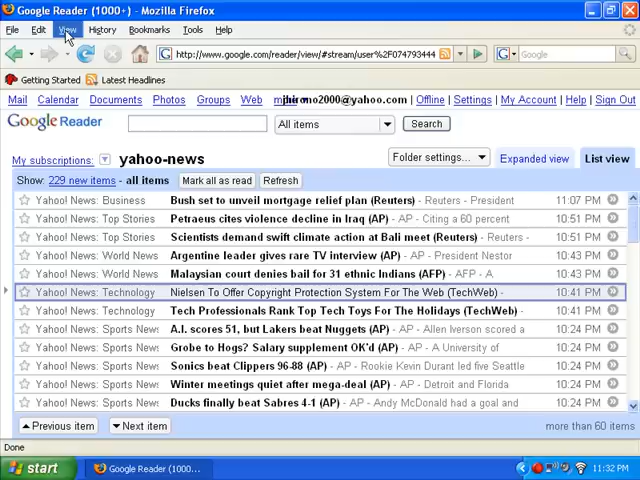 Google Reader (1000+) - Mozilla Firefox
File Edit View History Bookmarks Tools Help
http://www.google.com/reader/view/#stream/user%2F074793444
Google
Getting Started Latest Headlines
Mail Calendar Documents Photos Groups Web jhirono2000@yahoo.com | Offline | Settings | My Account | Help | Sign Out
Google Reader All items Search
My subscriptions: yahoo-news Folder settings... Expanded view List view
Show: 229 new items - all items Mark all as read Refresh
Yahoo! News: Business Bush set to unveil mortgage relief plan (Reuters) - Reuters - President 11:07 PM
Yahoo! News: Top Stories Petraeus cites violence decline in Iraq (AP) - AP - Citing a 60 percent 10:51 PM
Yahoo! News: Top Stories Scientists demand swift climate action at Bali meet (Reuters) - Reuters - 10:51 PM
Yahoo! News: World News Argentine leader gives rare TV interview (AP) - AP - President Nestor 10:43 PM
Yahoo! News: World News Malaysian court denies bail for 31 ethnic Indians (AFP) - AFP - A 10:43 PM
Yahoo! News: Technology Nielsen To Offer Copyright Protection System For The Web (TechWeb) - 10:41 PM
Yahoo! News: Technology Tech Professionals Rank Top Tech Toys For The Holidays (TechWeb) - 10:41 PM
Yahoo! News: Sports News A.I. scores 51, but Lakers beat Nuggets (AP) - Allen Iverson scored a 10:24 PM
Yahoo! News: Sports News Grobe to Hogs? Salary supplement OK'd (AP) - A University of 10:24 PM
Yahoo! News: Sports News Sonics beat Clippers 96-88 (AP) - Rookie Kevin Durant led five Seattle 10:24 PM
Yahoo! News: Sports News Winter meetings quiet after mega-deal (AP) - Detroit and Florida 10:24 PM
Yahoo! News: Sports News Ducks finally beat Sabres 4-1 (AP) - Andy McDonald had a goal and 10:24 PM
Previous item Next item more than 60 items
Done
start Google Reader (1000... 11:32 PM